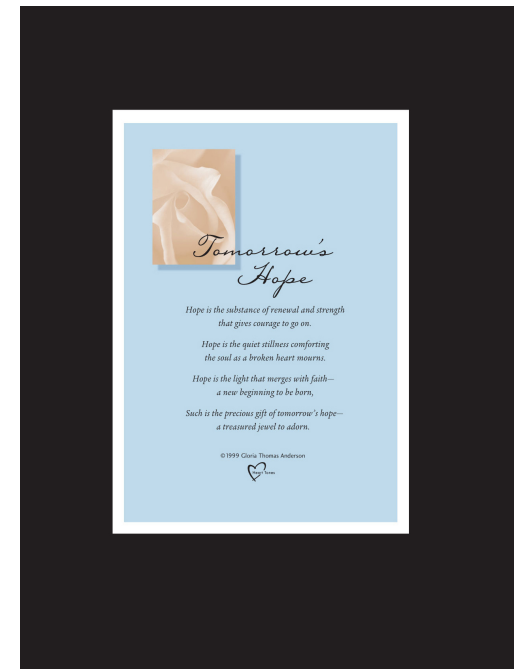 Tomorrow's
Hope
Hope is the substance of renewal and strength
that gives courage to go on.
Hope is the quiet stillness comforting
the soul as a broken heart mourns.
Hope is the light that merges with faith—
a new beginning to be born,
Such is the precious gift of tomorrow's hope—
a treasured jewel to adorn.
©1999 Gloria Thomas Anderson
Heart Tones